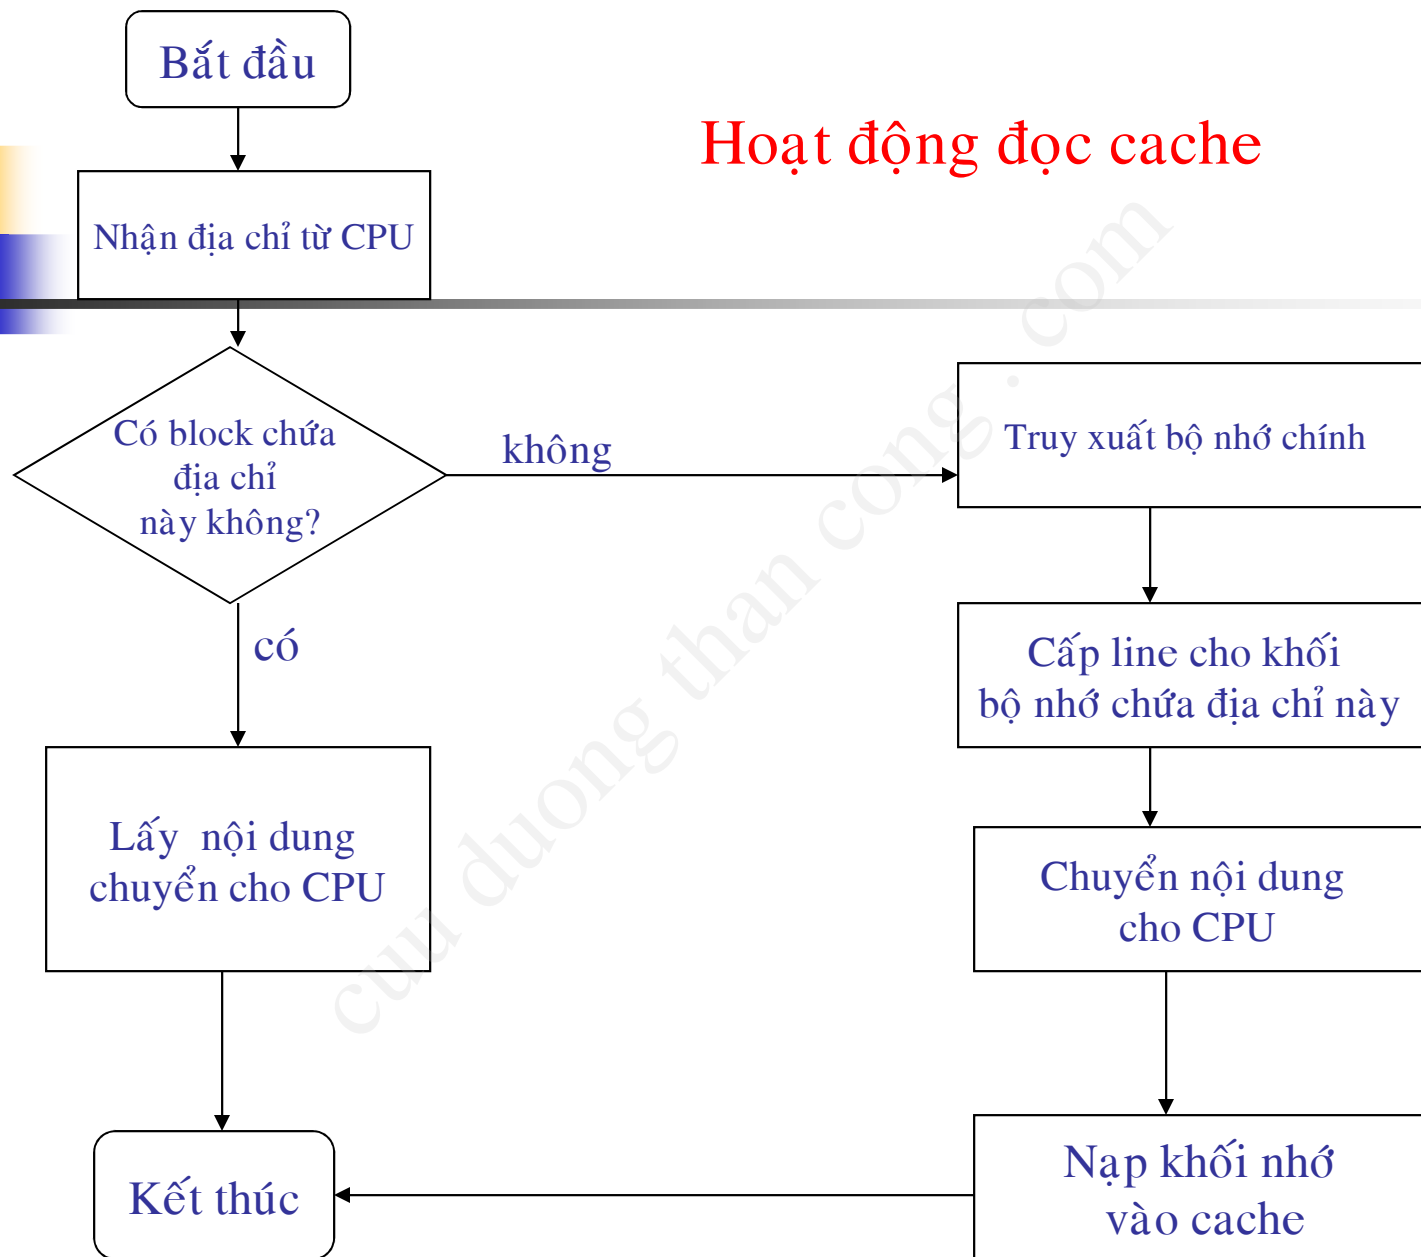 Bắt đầu
Hoạt động đọc cache
Nhận địa chỉ từ CPU
Có block chứa
địa chỉ
này không?
không
Truy xuất bộ nhớ chính
có
Cấp line cho khối
bộ nhớ chứa địa chỉ này
Lấy nội dung
chuyển cho CPU
Chuyển nội dung
cho CPU
Kết thúc
Nạp khối nhớ
vào cache
cuu duong than cong . com